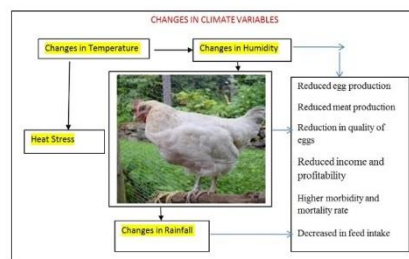 CHANGES IN CLIMATE VARIABLES
Changes in Temperature
Changes in Humidity
Reduced egg production
Reduced meat production
Reduction in quality of
eggs
Heat Stress
Reduced income and
profitability
Higher morbidity and
mortality rate
Changes in Rainfall
Decreased in feed intake